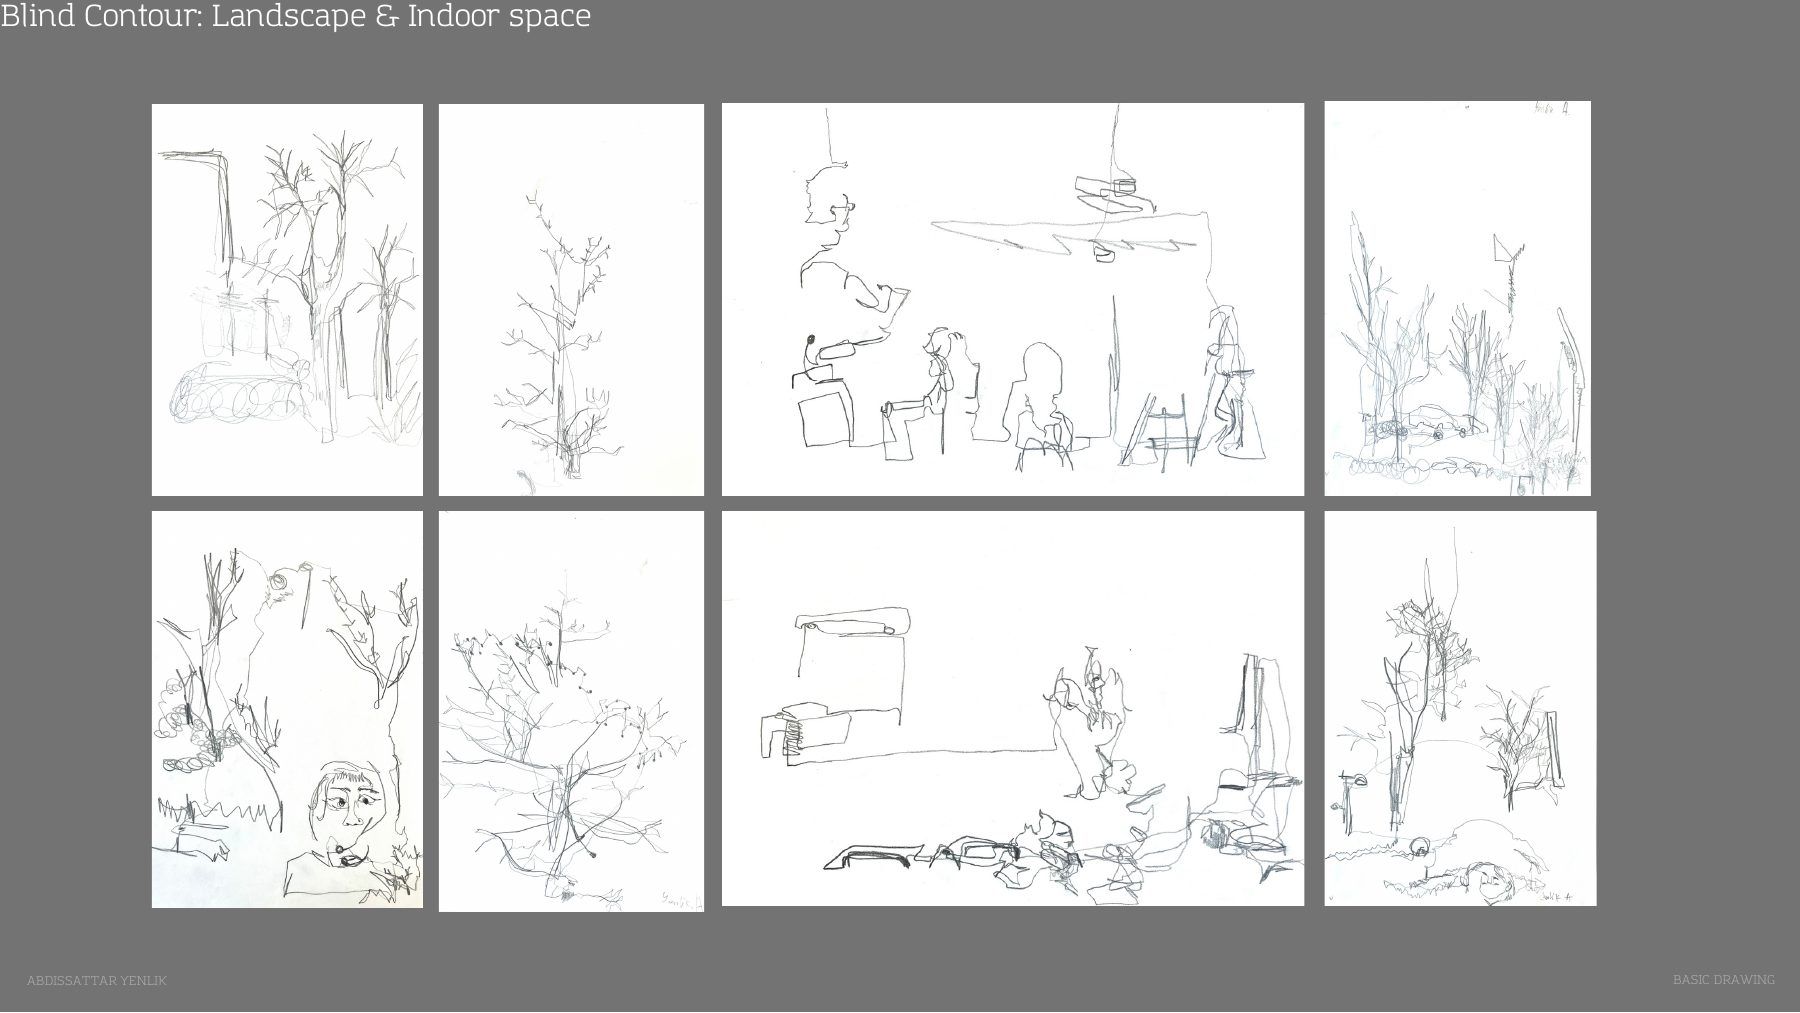 Blind Contour: Landscape & Indoor space
ABDISSATTAR YENLIK
BASIC DRAWING